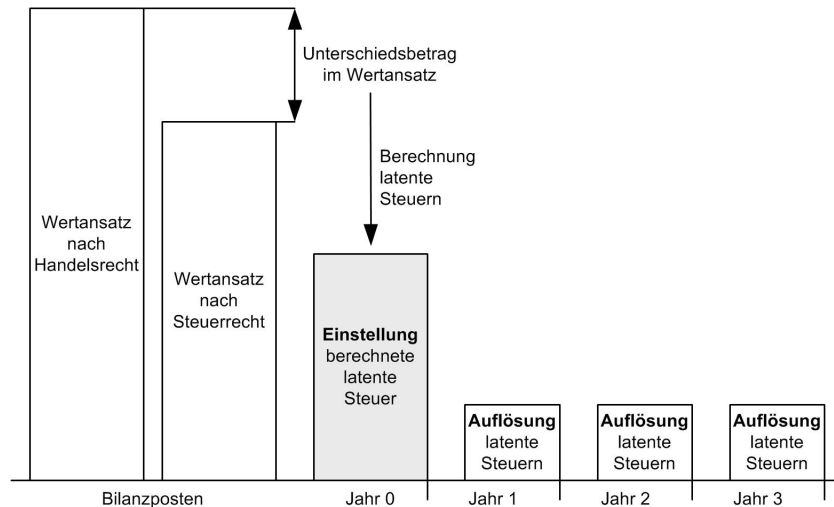 Unterschiedsbetrag
im Wertansatz
Berechnung
latente
Steuern
Wertansatz
nach
Handelsrecht
Wertansatz
nach
Steuerrecht
Einstellung
berechnete
latente
Steuer
Auflösung
latente
Steuern
Auflösung
latente
Steuern
Auflösung
latente
Steuern
Bilanzposten
Jahr 0
Jahr 1
Jahr 2
Jahr 3